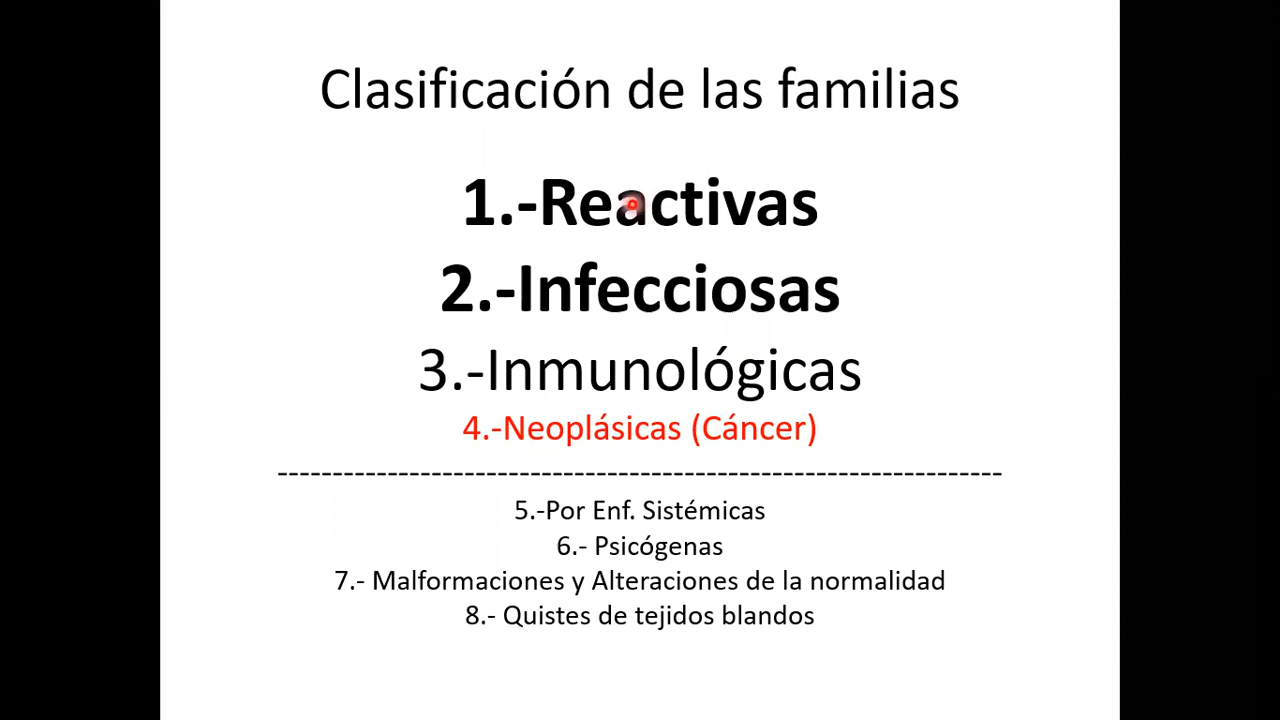 Clasificación de las familias
1.-Reactivas
2.-Infecciosas
3.-Inmunológicas
4.-Neoplásicas (Cáncer)
------------------------------------------------------------------
5.-Por Enf. Sistémicas
6.- Psicógenas
7.- Malformaciones y Alteraciones de la normalidad
8.- Quistes de tejidos blandos